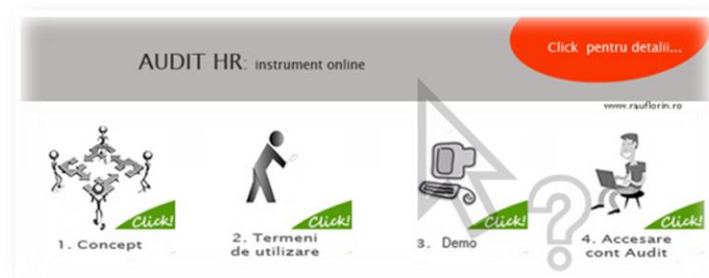 AUDIT HR: instrument online
Click pentru detalii...
www.rauflorin.ro
Click!
Click!
Click!
Click!
1. Concept
2. Termeni
de utilizare
3. Demo
4. Accesare
cont Audit
?